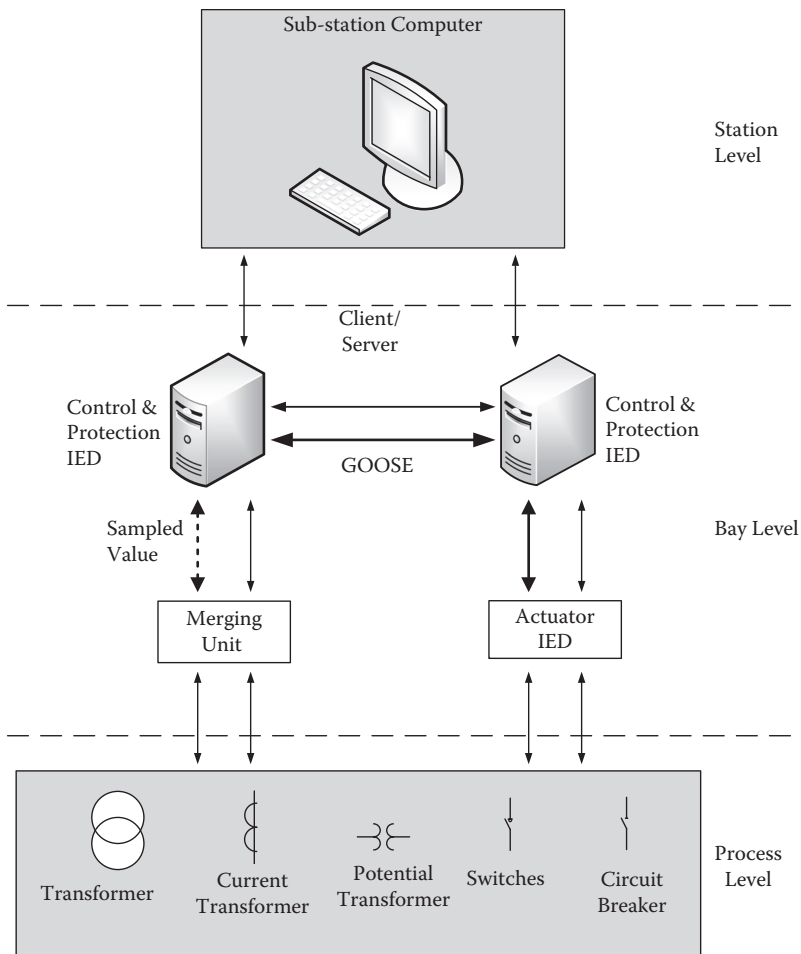 Sub-station Computer
Station
Level
Client/
Server
Control &
Protection
IED
Control &
Protection
IED
GOOSE
Sampled
Value
Bay Level
Merging
Unit
Actuator
IED
Transformer
Current
Transformer
Potential
Transformer
Switches
Circuit
Breaker
Process
Level